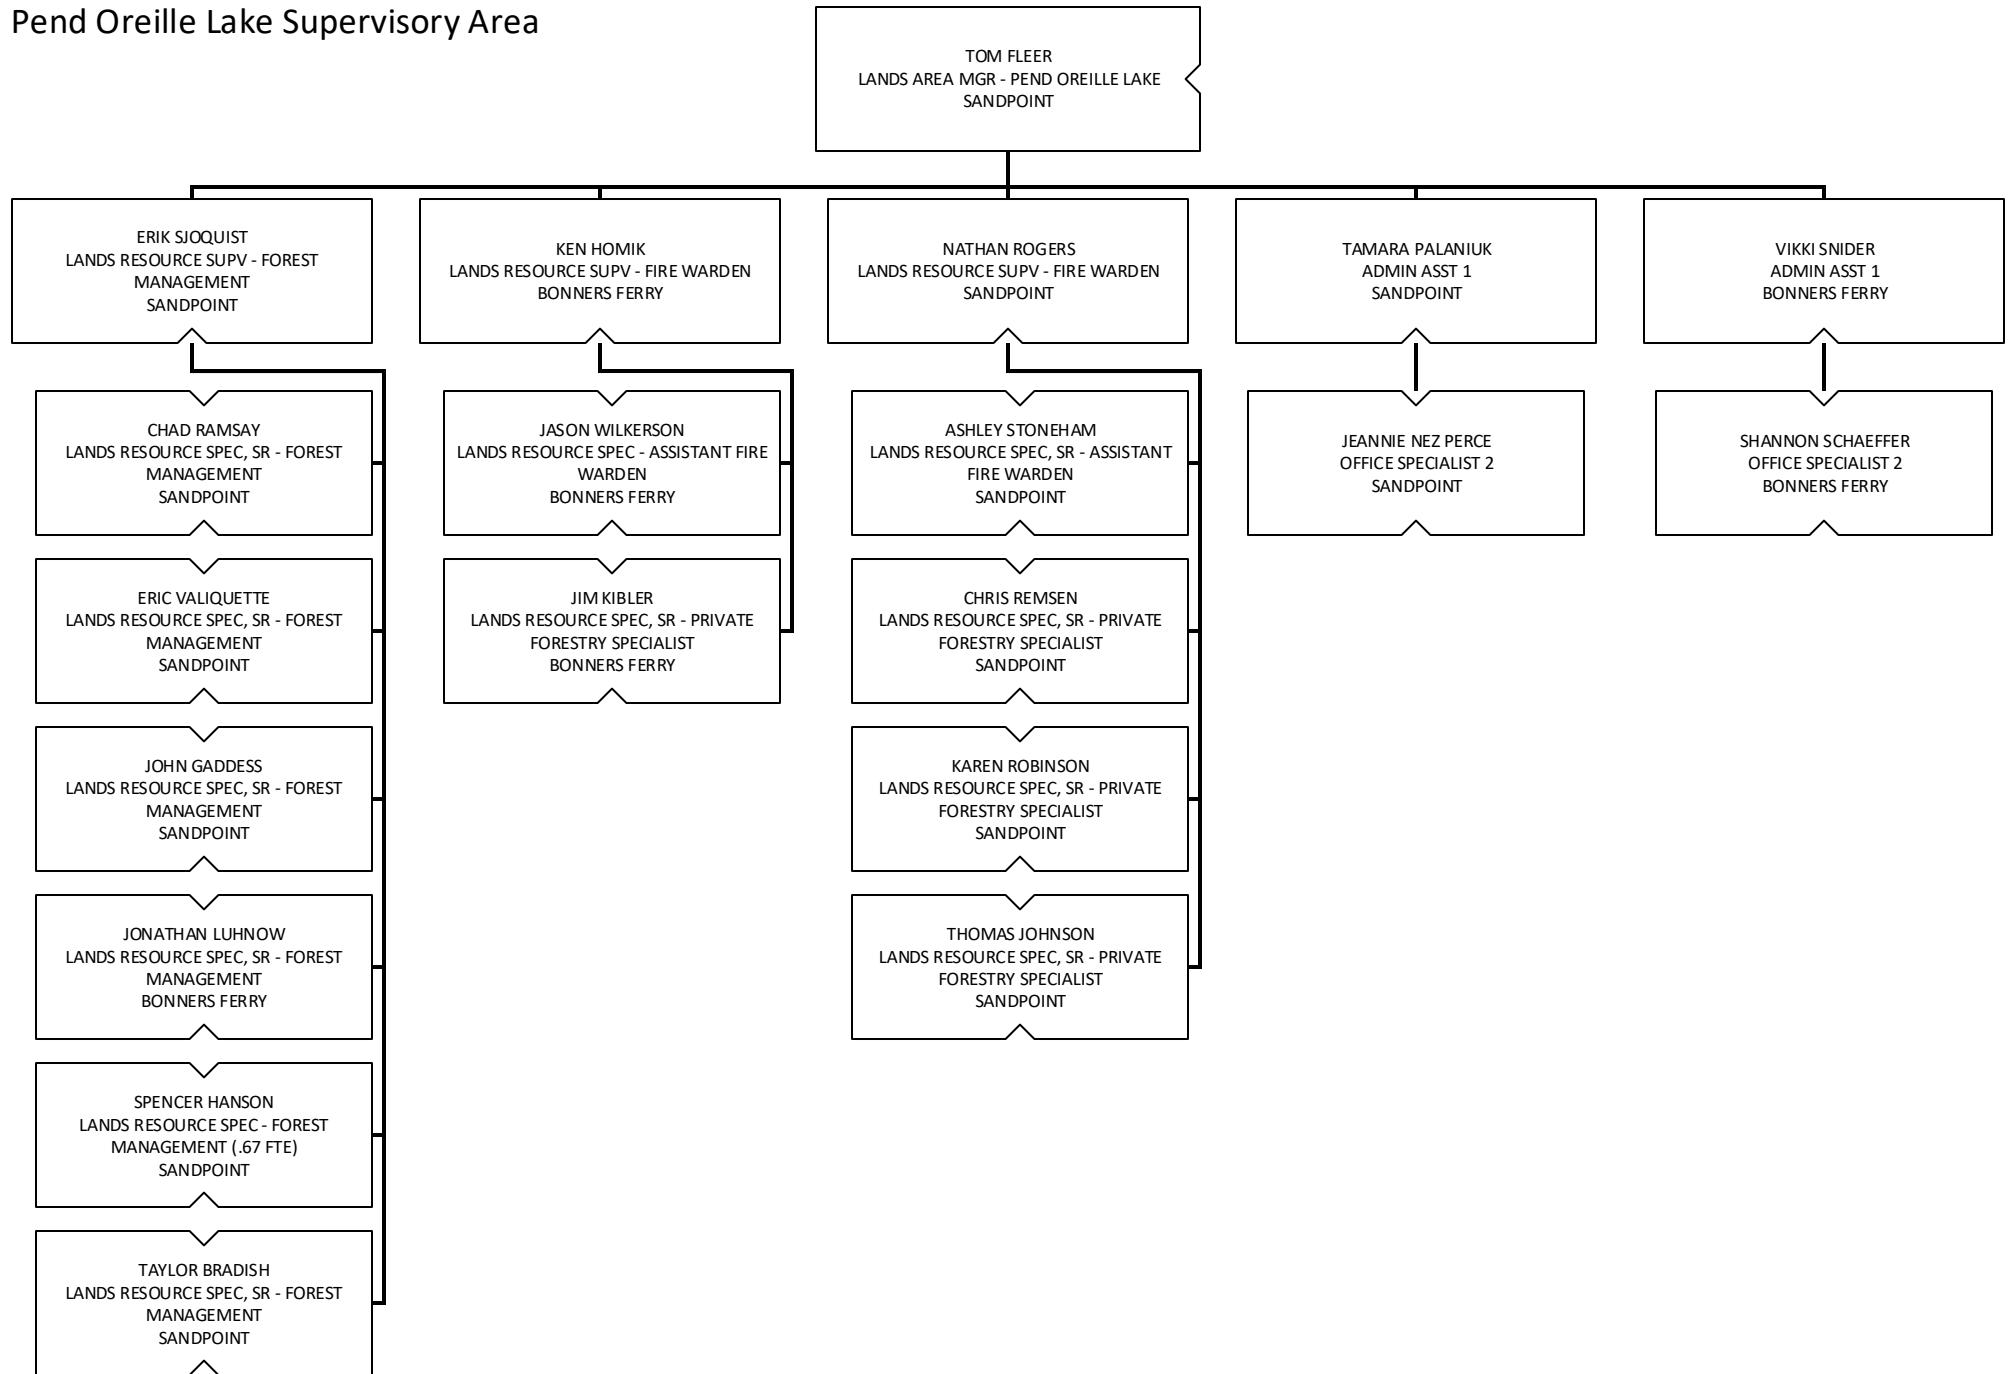 Pend Oreille Lake Supervisory Area
TOM FLEER
LANDS AREA MGR - PEND OREILLE LAKE
SANDPOINT
ERIK SJOQUIST
LANDS RESOURCE SUPV - FOREST
MANAGEMENT
SANDPOINT
KEN HOMIK
LANDS RESOURCE SUPV - FIRE WARDEN
BONNERS FERRY
NATHAN ROGERS
LANDS RESOURCE SUPV - FIRE WARDEN
SANDPOINT
TAMARA PALANIUK
ADMIN ASST 1
SANDPOINT
VIKKI SNIDER
ADMIN ASST 1
BONNERS FERRY
CHAD RAMSAY
LANDS RESOURCE SPEC, SR - FOREST
MANAGEMENT
SANDPOINT
JASON WILKERSON
LANDS RESOURCE SPEC - ASSISTANT FIRE
WARDEN
BONNERS FERRY
ASHLEY STONEHAM
LANDS RESOURCE SPEC, SR - ASSISTANT
FIRE WARDEN
SANDPOINT
JEANNIE NEZ PERCE
OFFICE SPECIALIST 2
SANDPOINT
SHANNON SCHAEFFER
OFFICE SPECIALIST 2
BONNERS FERRY
ERIC VALIQUETTE
LANDS RESOURCE SPEC, SR - FOREST
MANAGEMENT
SANDPOINT
JIM KIBLER
LANDS RESOURCE SPEC, SR - PRIVATE
FORESTRY SPECIALIST
BONNERS FERRY
CHRIS REMSEN
LANDS RESOURCE SPEC, SR - PRIVATE
FORESTRY SPECIALIST
SANDPOINT
JOHN GADDESS
LANDS RESOURCE SPEC, SR - FOREST
MANAGEMENT
SANDPOINT
KAREN ROBINSON
LANDS RESOURCE SPEC, SR - PRIVATE
FORESTRY SPECIALIST
SANDPOINT
JONATHAN LUHNOW
LANDS RESOURCE SPEC, SR - FOREST
MANAGEMENT
BONNERS FERRY
THOMAS JOHNSON
LANDS RESOURCE SPEC, SR - PRIVATE
FORESTRY SPECIALIST
SANDPOINT
SPENCER HANSON
LANDS RESOURCE SPEC - FOREST
MANAGEMENT (.67 FTE)
SANDPOINT
TAYLOR BRADISH
LANDS RESOURCE SPEC, SR - FOREST
MANAGEMENT
SANDPOINT